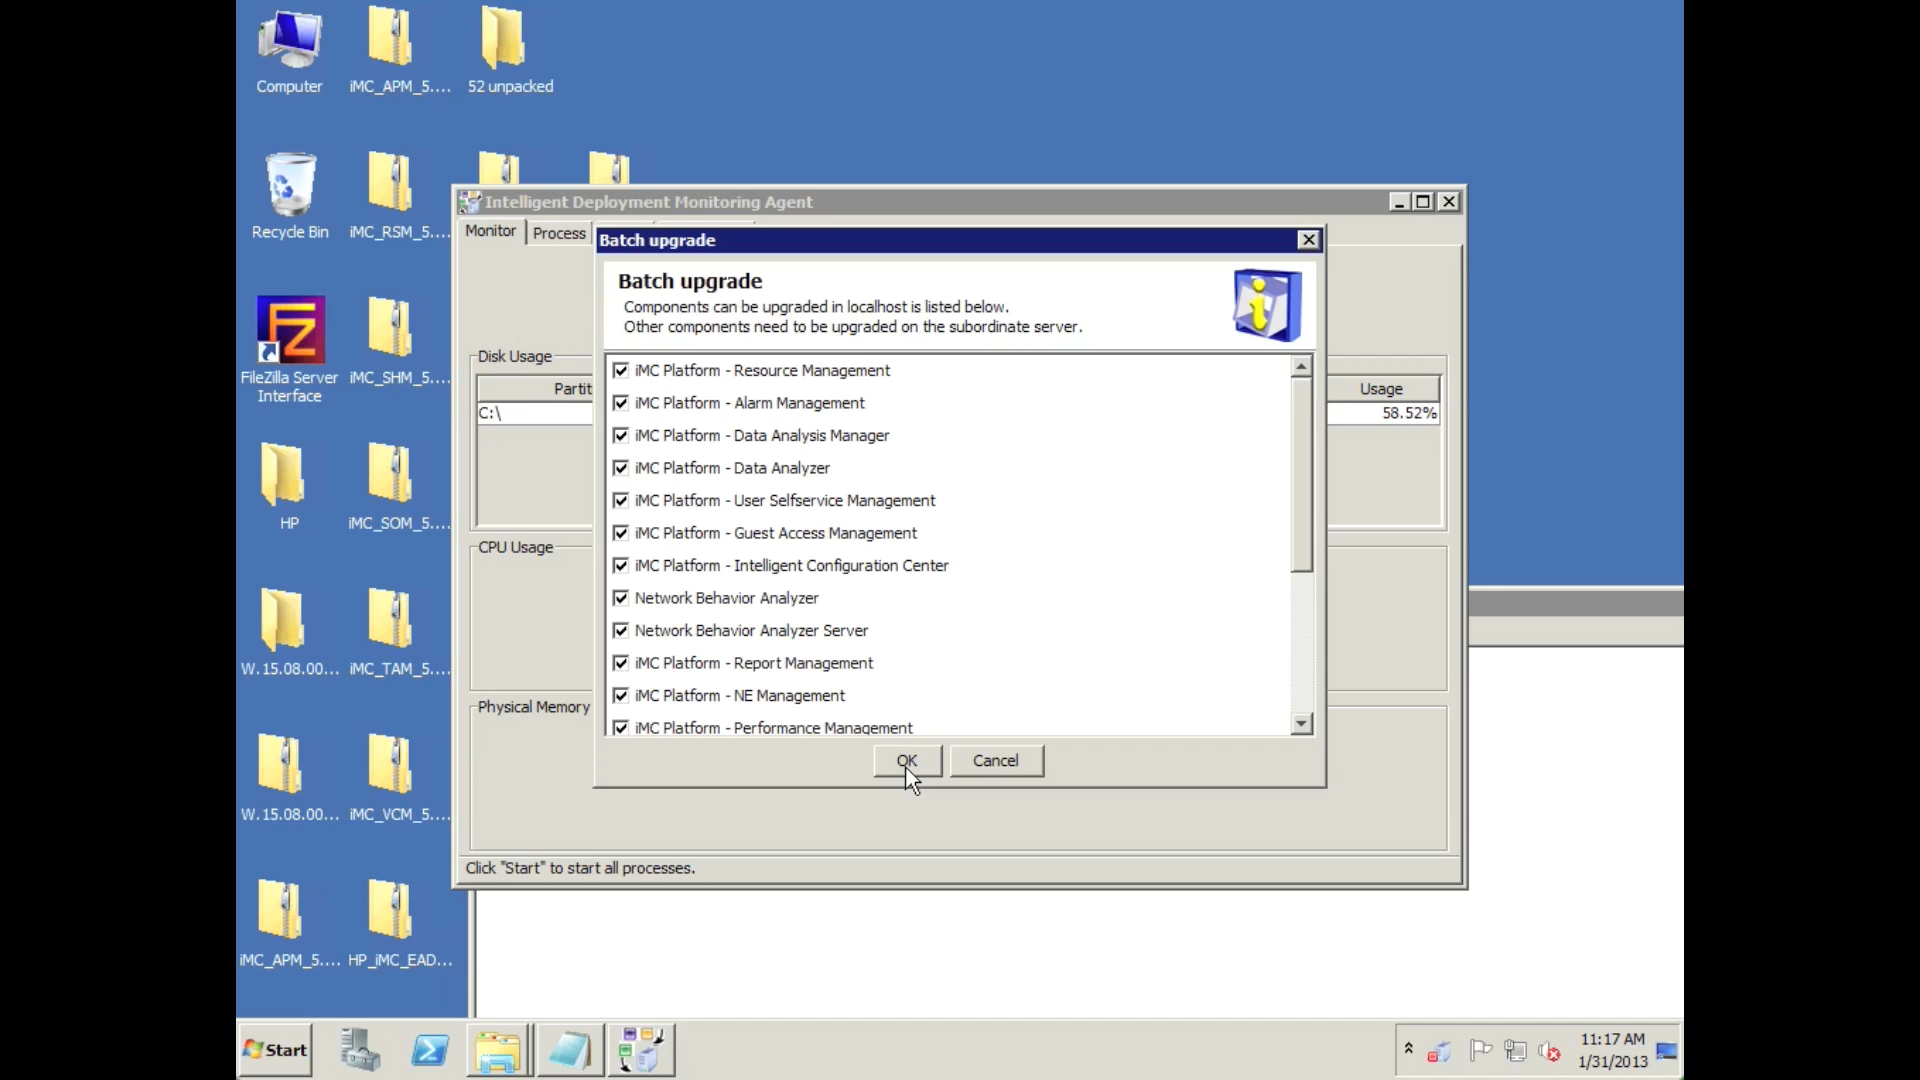 Computer
iMC_APM_5....
52 unpacked
Recycle Bin
iMC_RSM_5....
FileZilla Server
Interface
iMC_SHM_5....
HP
iMC_SOM_5....
W.15.08.00...
iMC_TAM_5....
W.15.08.00...
iMC_VCM_5....
iMC_APM_5....
HP_iMC_EAD...
Intelligent Deployment Monitoring Agent
Monitor
Process
Disk Usage
Partit
Usage
C:\
58.52%
CPU Usage
Physical Memory
Click "Start" to start all processes.
Batch upgrade
Batch upgrade
Components can be upgraded in localhost is listed below.
Other components need to be upgraded on the subordinate server.
iMC Platform - Resource Management
iMC Platform - Alarm Management
iMC Platform - Data Analysis Manager
iMC Platform - Data Analyzer
iMC Platform - User Selfservice Management
iMC Platform - Guest Access Management
iMC Platform - Intelligent Configuration Center
Network Behavior Analyzer
Network Behavior Analyzer Server
iMC Platform - Report Management
iMC Platform - NE Management
iMC Platform - Performance Management
OK
Cancel
Start
11:17 AM
1/31/2013